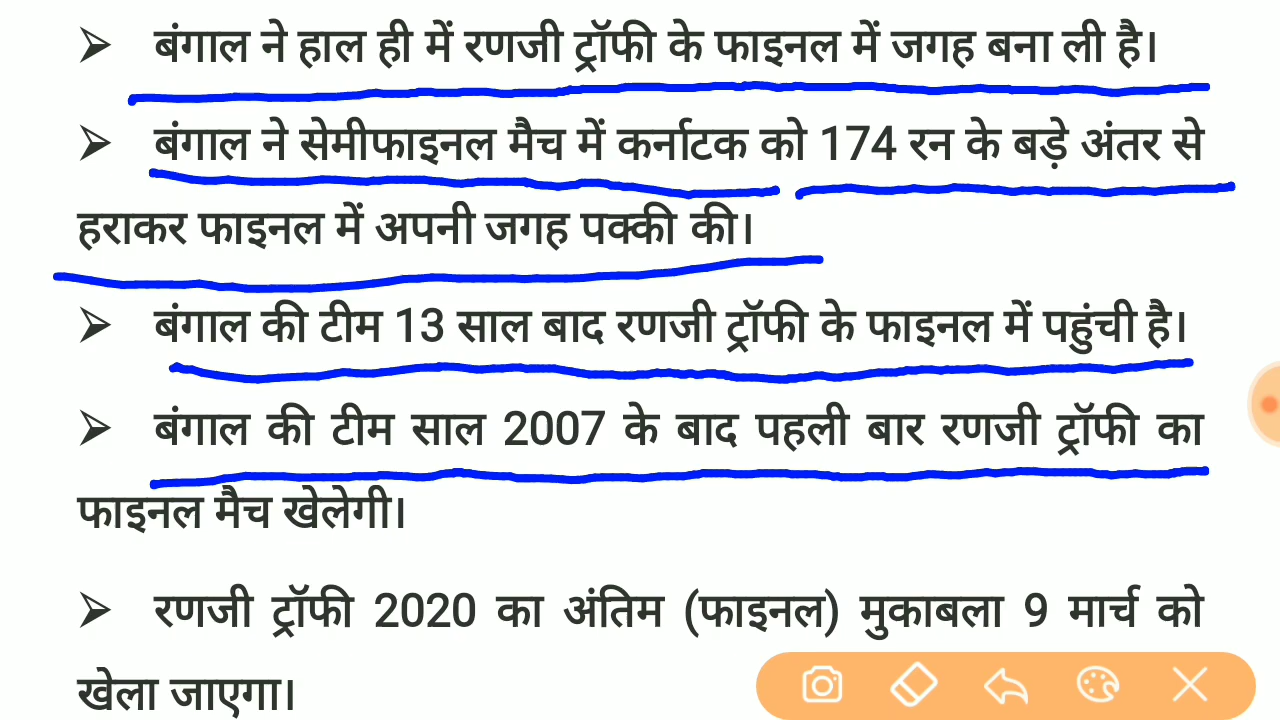 ➢ बंगाल ने हाल ही में रणजी ट्रॉफी के फाइनल में जगह बना ली है।
➢ बंगाल ने सेमीफाइनल मैच में कर्नाटक को 174 रन के बड़े अंतर से
हराकर फाइनल में अपनी जगह पक्की की।
➢ बंगाल की टीम 13 साल बाद रणजी ट्रॉफी के फाइनल में पहुंची है।
➢ बंगाल की टीम साल 2007 के बाद पहली बार रणजी ट्रॉफी का
फाइनल मैच खेलेगी।
➢ रणजी ट्रॉफी 2020 का अंतिम (फाइनल) मुकाबला 9 मार्च को
खेला जाएगा।